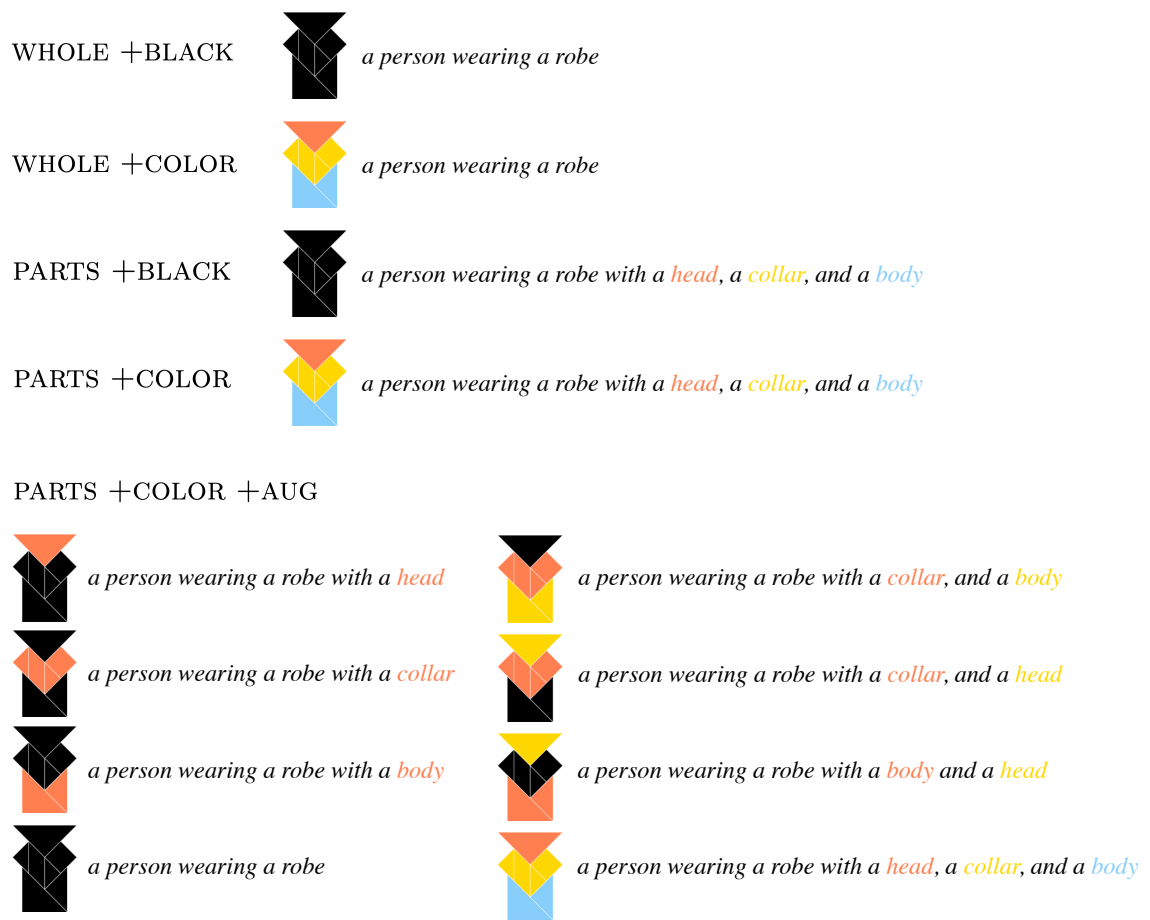 WHOLE +BLACK a person wearing a robe
WHOLE +COLOR a person wearing a robe
PARTS +BLACK a person wearing a robe with a head, a collar, and a body
PARTS +COLOR a person wearing a robe with a head, a collar, and a body
PARTS +COLOR +AUG
a person wearing a robe with a head
a person wearing a robe with a collar, and a body
a person wearing a robe with a collar
a person wearing a robe with a collar, and a head
a person wearing a robe with a body
a person wearing a robe with a body and a head
a person wearing a robe
a person wearing a robe with a head, a collar, and a body